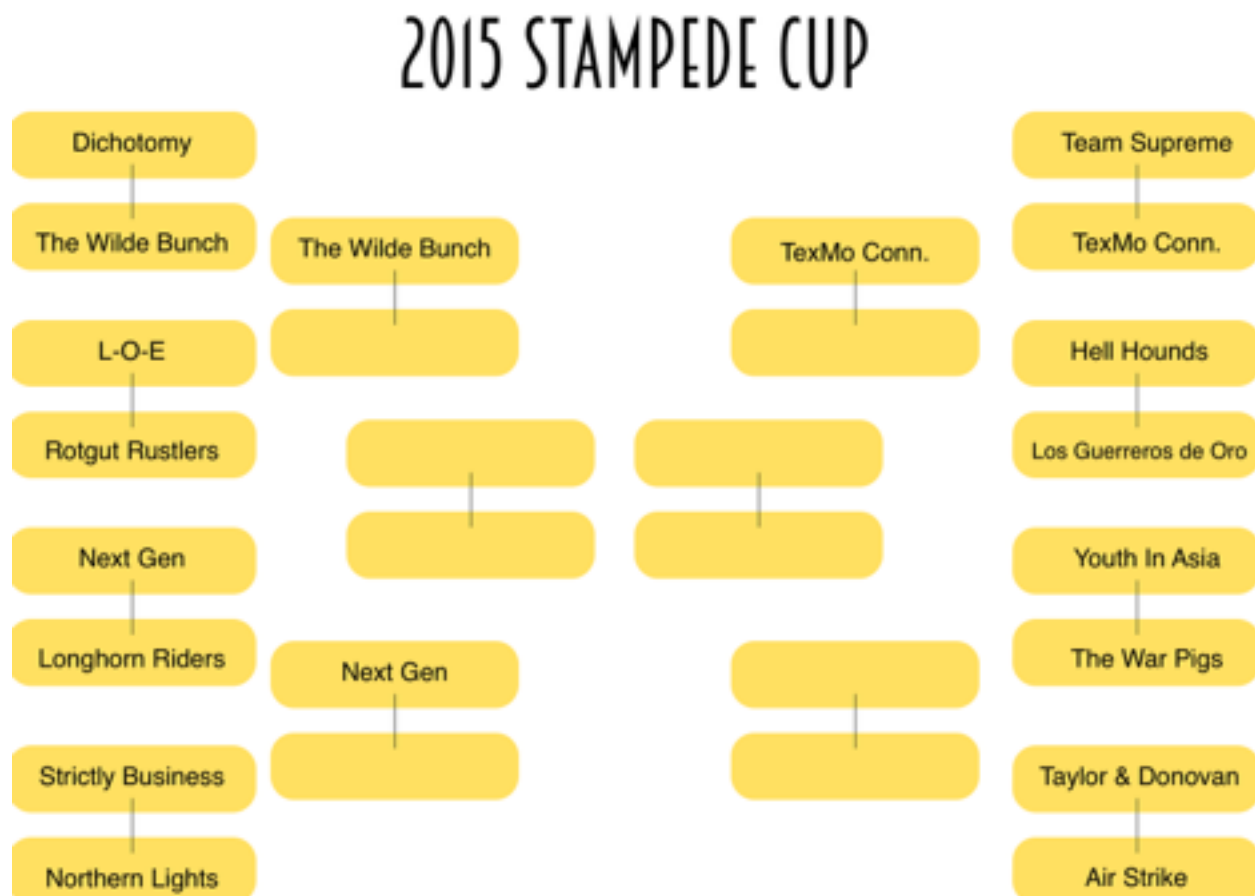 2015 STAMPEDE CUP
Dichotomy
The Wilde Bunch
L-O-E
Rotgut Rustlers
Next Gen
Longhorn Riders
Strictly Business
Northern Lights
The Wilde Bunch
Next Gen
TexMo Conn.
Team Supreme
TexMo Conn.
Hell Hounds
Los Guerreros de Oro
Youth In Asia
The War Pigs
Taylor & Donovan
Air Strike